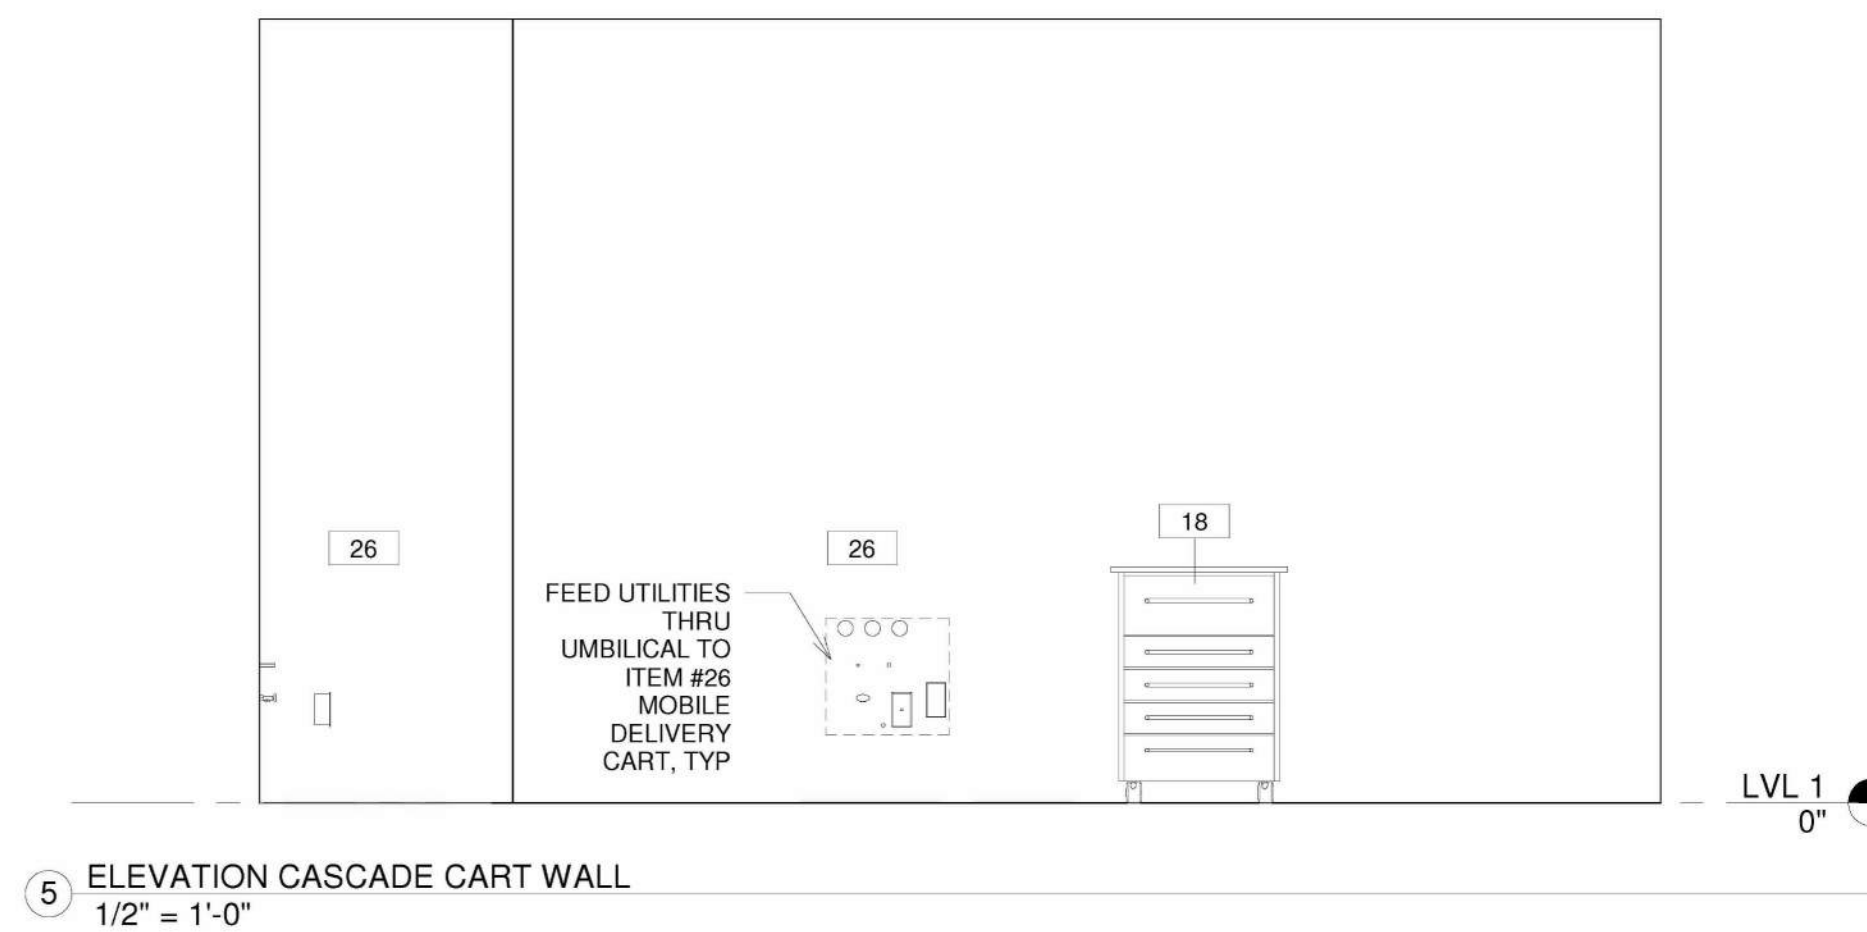 18
26
26
FEED UTILITIES
THRU
UMBILICAL TO
ITEM #26
MOBILE
DELIVERY
CART, TYP
LVL 1
0"
5
ELEVATION CASCADE CART WALL
1/2" = 1'-0"